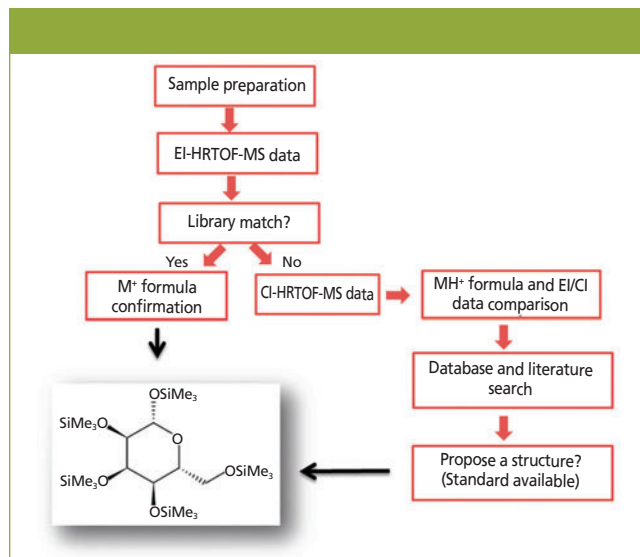 Sample preparation
EI-HRTOF-MS data
Library match?
Yes
No
M⁺ formula
confirmation
CI-HRTOF-MS data
MH⁺ formula and EI/CI
data comparison
Database and literature
search
Propose a structure?
(Standard available)
OSiMe₃
SiMe₃O
O
SiMe₃O
OSiMe₃
OSiMe₃